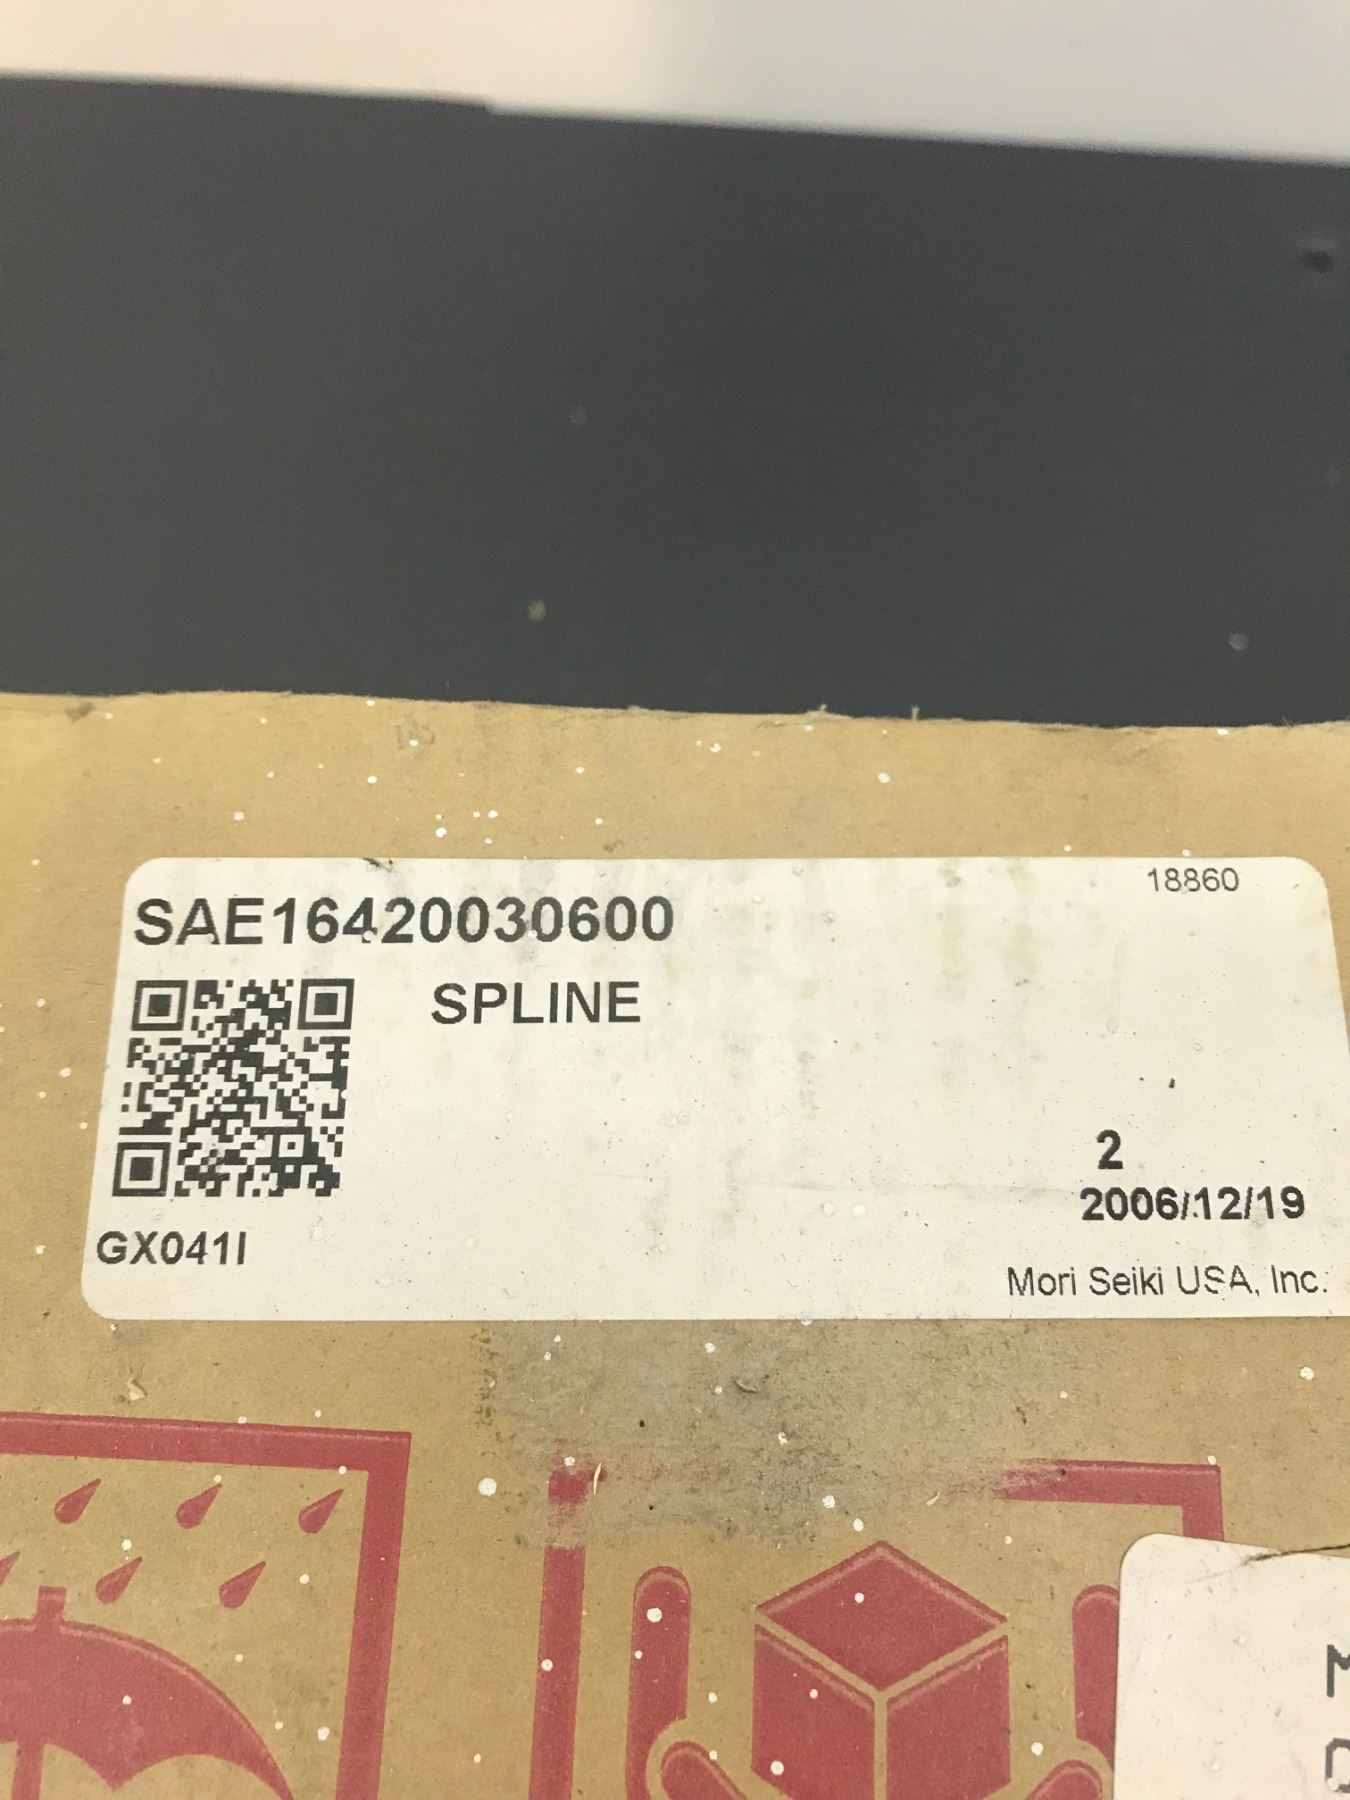 18860
SAE16420030600
SPLINE
2
2006/12/19
GX041I
Mori Seiki USA, Inc.